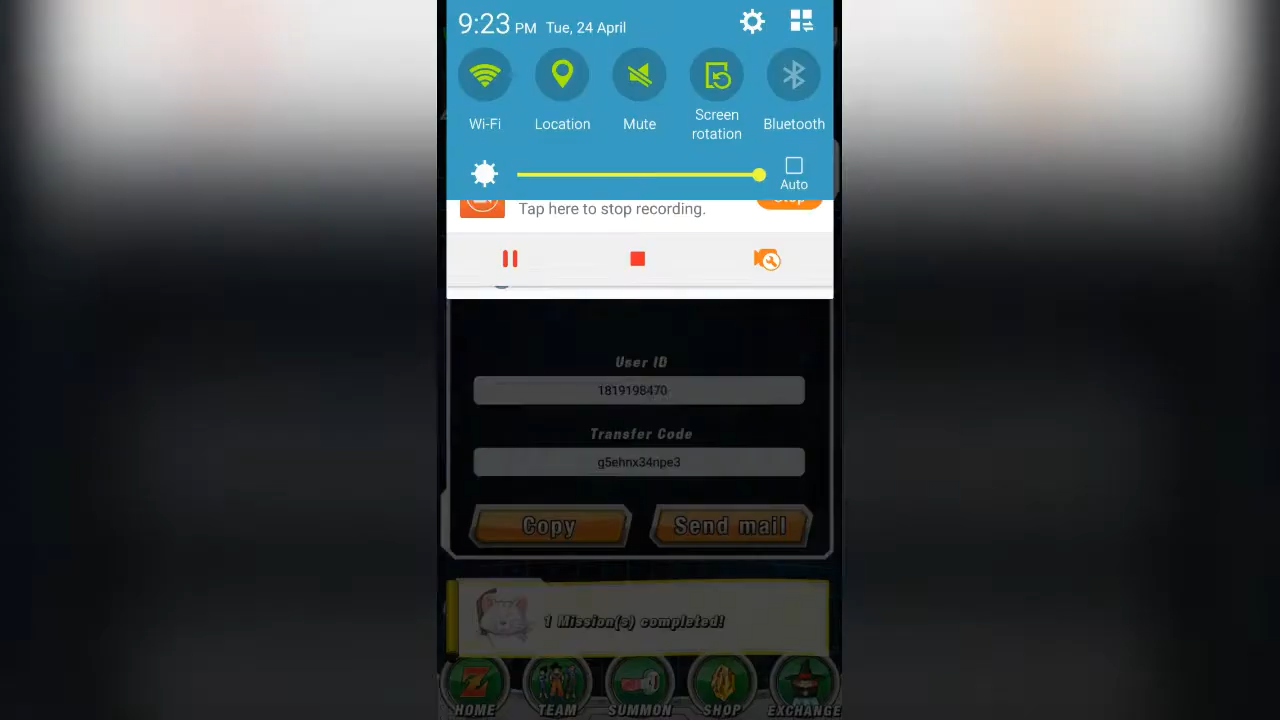 9:23 PM Tue, 24 April
Wi-Fi
Location
Mute
Screen rotation
Bluetooth
Auto
Tap here to stop recording.
Stop
User ID
1819198470
Transfer Code
g5ehnx34npe3
Copy
Send mail
1 Mission(s) completed!
HOME
TEAM
SUMMON
SHOP
EXCHANGE